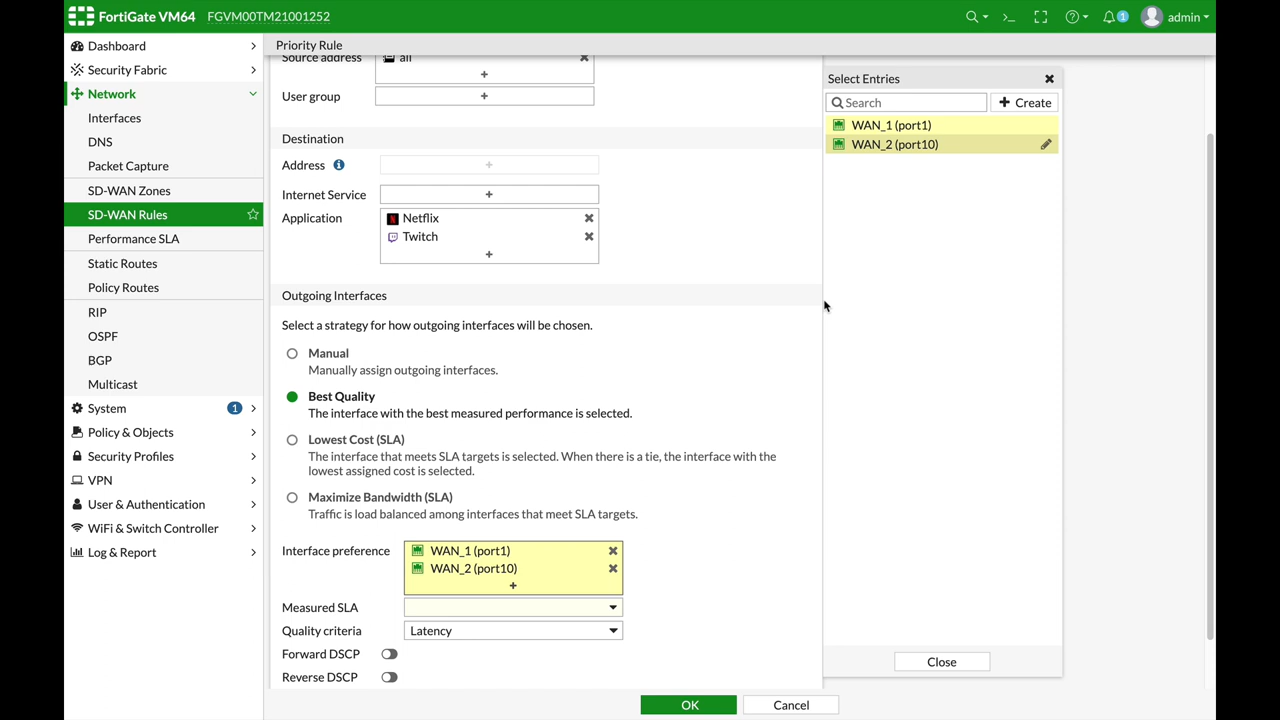 FortiGate VM64 FGVM00TM21001252
1
admin
Dashboard
Security Fabric
Network
Interfaces
DNS
Packet Capture
SD-WAN Zones
SD-WAN Rules
Performance SLA
Static Routes
Policy Routes
RIP
OSPF
BGP
Multicast
System 1
Policy & Objects
Security Profiles
VPN
User & Authentication
WiFi & Switch Controller
Log & Report
Priority Rule
Source address all
User group
Destination
Address
Internet Service
Application Netflix
Twitch
Outgoing Interfaces
Select a strategy for how outgoing interfaces will be chosen.
Manual
Manually assign outgoing interfaces.
Best Quality
The interface with the best measured performance is selected.
Lowest Cost (SLA)
The interface that meets SLA targets is selected. When there is a tie, the interface with the
lowest assigned cost is selected.
Maximize Bandwidth (SLA)
Traffic is load balanced among interfaces that meet SLA targets.
Interface preference WAN_1 (port1)
WAN_2 (port10)
Measured SLA
Quality criteria Latency
Forward DSCP
Reverse DSCP
OK Cancel
Select Entries
Search Create
WAN_1 (port1)
WAN_2 (port10)
Close